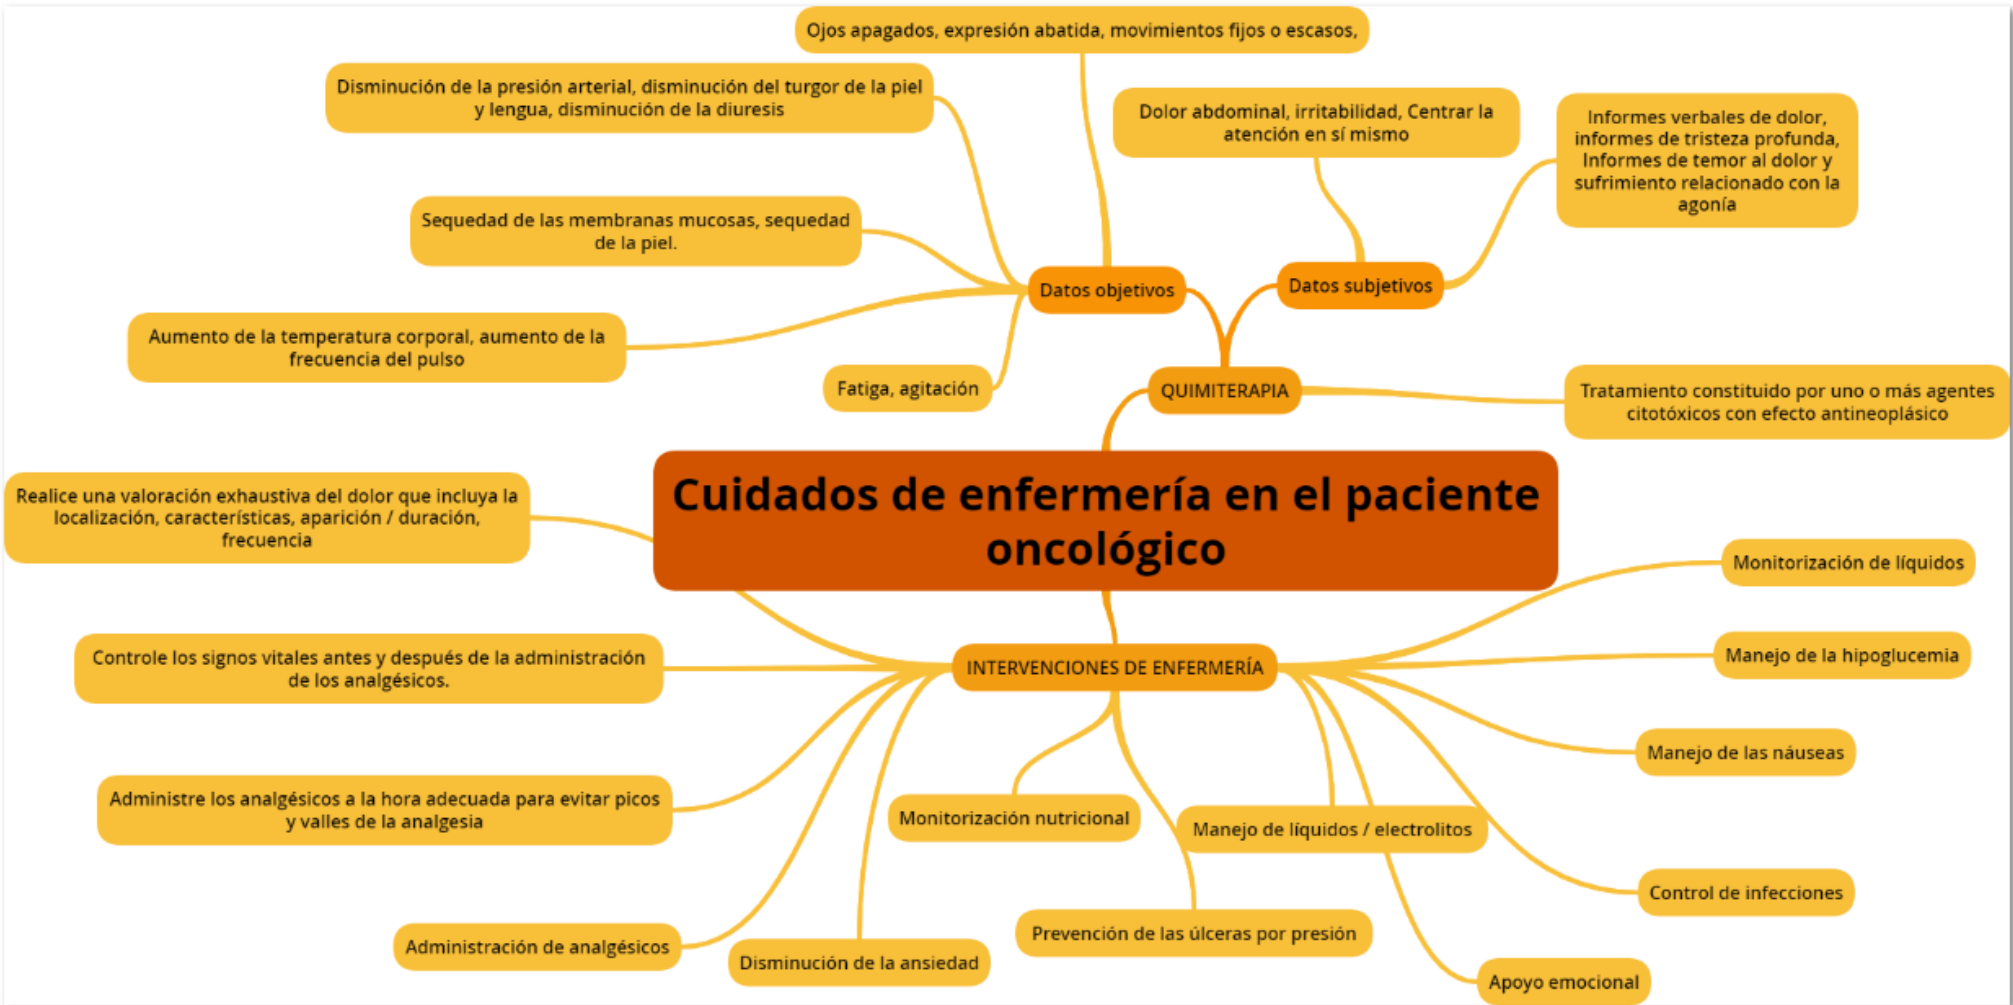 Ojos apagados, expresión abatida, movimientos fijos o escasos,
Disminución de la presión arterial, disminución del turgor de la piel
y lengua, disminución de la diuresis
Dolor abdominal, irritabilidad, Centrar la
atención en sí mismo
Informes verbales de dolor,
informes de tristeza profunda,
Informes de temor al dolor y
sufrimiento relacionado con la
agonía
Sequedad de las membranas mucosas, sequedad
de la piel.
Datos objetivos
Datos subjetivos
Aumento de la temperatura corporal, aumento de la
frecuencia del pulso
Fatiga, agitación
QUIMITERAPIA
Tratamiento constituido por uno o más agentes
citotóxicos con efecto antineoplásico
Cuidados de enfermería en el paciente
oncológico
Realice una valoración exhaustiva del dolor que incluya la
localización, características, aparición / duración,
frecuencia
Monitorización de líquidos
Controle los signos vitales antes y después de la administración
de los analgésicos.
INTERVENCIONES DE ENFERMERÍA
Manejo de la hipoglucemia
Manejo de las náuseas
Administre los analgésicos a la hora adecuada para evitar picos
y valles de la analgesia
Monitorización nutricional
Manejo de líquidos / electrolitos
Control de infecciones
Administración de analgésicos
Disminución de la ansiedad
Prevención de las úlceras por presión
Apoyo emocional